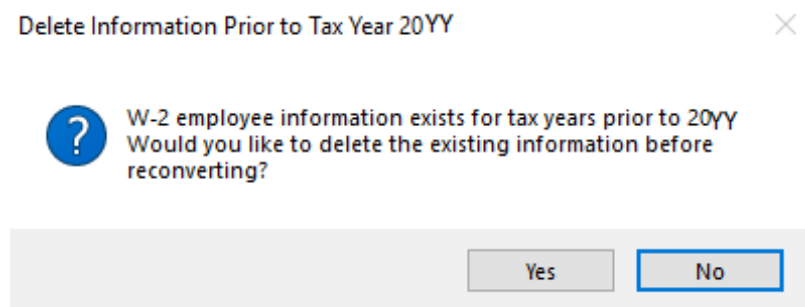 Delete Information Prior to Tax Year 20YY
?
W-2 employee information exists for tax years prior to 20YY
Would you like to delete the existing information before
reconverting?
Yes No